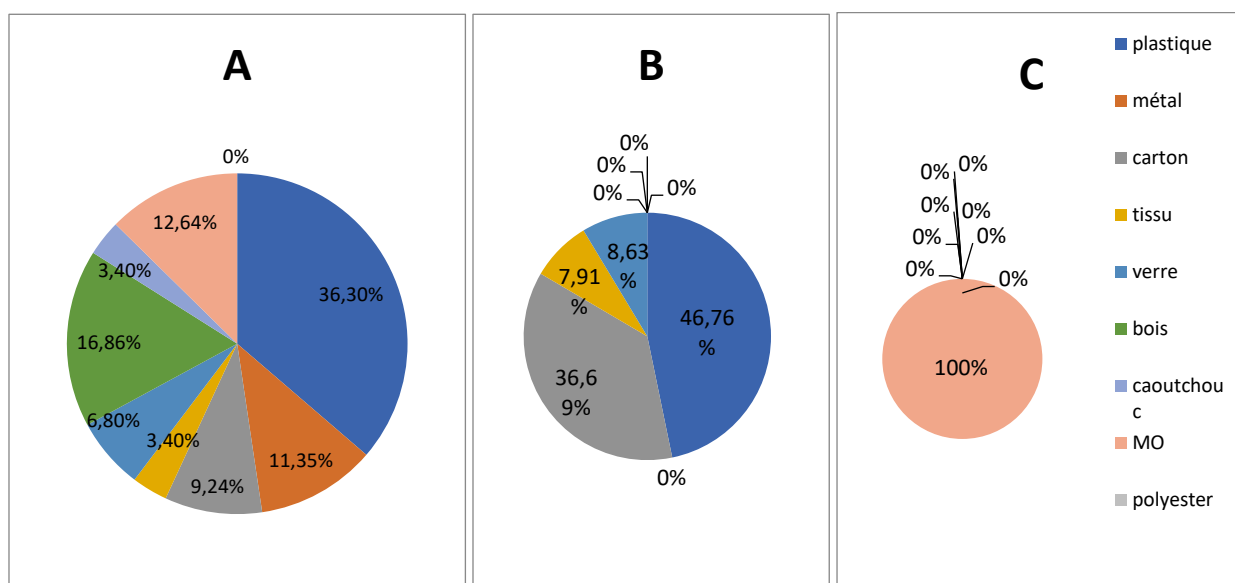 A
0%
12,64%
3,40%
36,30%
16,86%
6,80%
3,40%
9,24%
11,35%
B
0%
0%
0%
0%
8,63
%
7,91
%
46,76
%
36,6
9%
0%
C
0%
0%
0%
0%
0%
0%
0%
0%
100%
plastique
métal
carton
tissu
verre
bois
caoutchou
c
MO
polyester